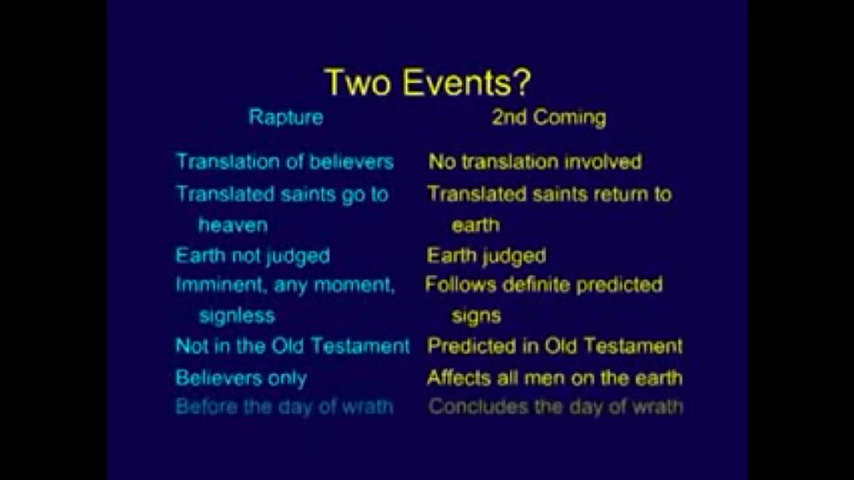 Two Events?
Rapture 2nd Coming
Translation of believers No translation involved
Translated saints go to Translated saints return to
heaven earth
Earth not judged Earth judged
Imminent, any moment, Follows definite predicted
signless signs
Not in the Old Testament Predicted in Old Testament
Believers only Affects all men on the earth
Before the day of wrath Concludes the day of wrath